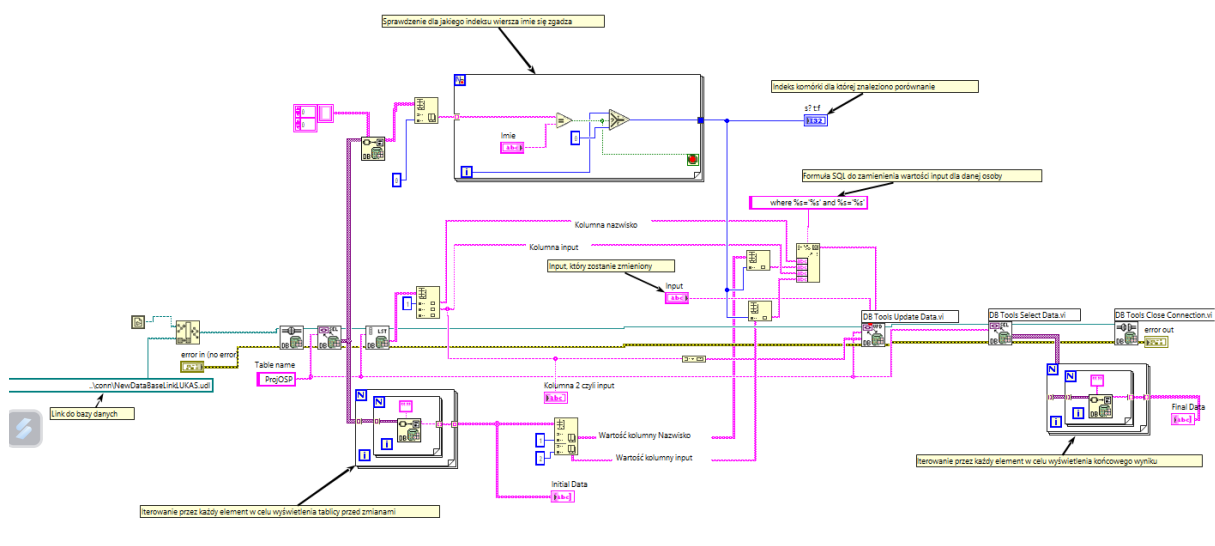 Sprawdzenie dla jakiego indeksu wiersza imie się zgadza
Indeks komórki dla której znaleziono porównanie
s? t:f
I32
Imie
abc
i
Formuła SQL do zamienienia wartości input dla danej osoby
where %s='%s' and %s='%s'
Kolumna nazwisko
Kolumna input
Input, który zostanie zmieniony
Input
abc
DB Tools Update Data.vi
DB Tools Select Data.vi
DB Tools Close Connection.vi
error in (no error)
error out
Table name
ProjOSP
..\conn\NewDataBaseLinkLUKAS.udl
Link do bazy danych
Kolumna 2 czyli input
abc
N
N
i
i
Wartość kolumny Nazwisko
Wartość kolumny input
Initial Data
abc
N
N
i
i
Final Data
abc
Iterowanie przez każdy element w celu wyświetlenia końcowego wyniku
Iterowanie przez każdy element w celu wyświetlenia tablicy przed zmianami